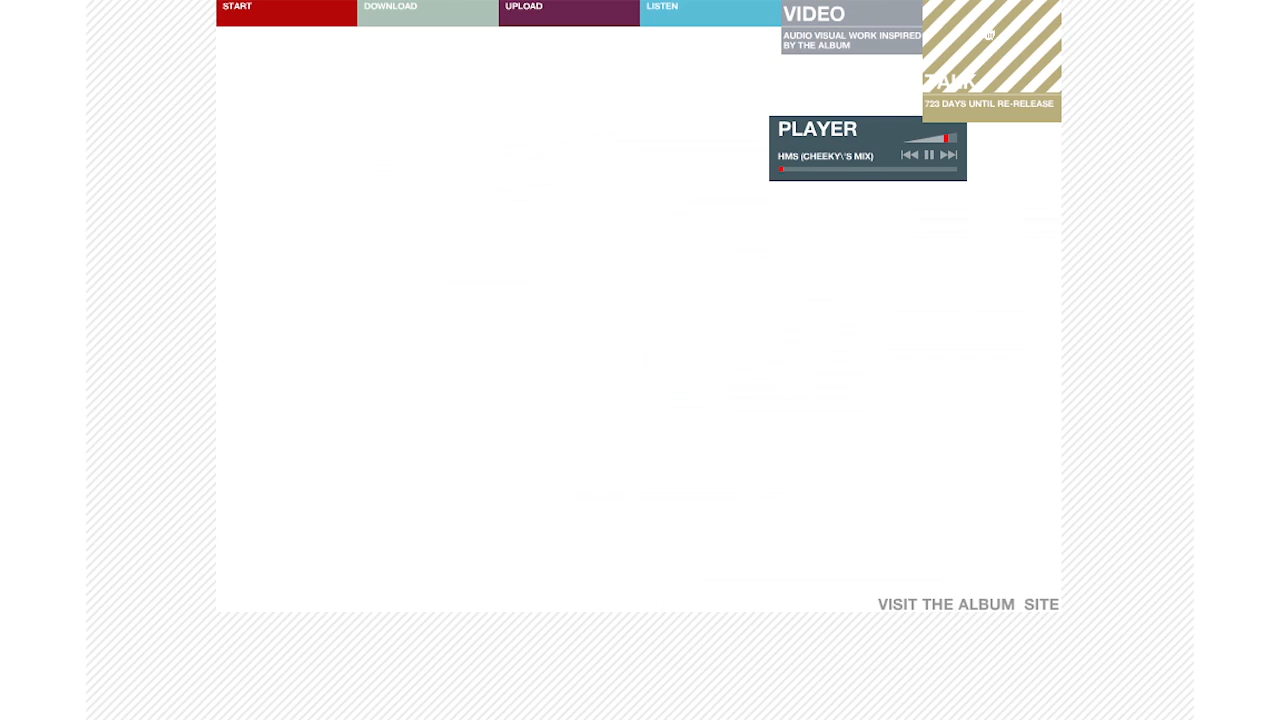 START
DOWNLOAD
UPLOAD
LISTEN
VIDEO
AUDIO VISUAL WORK INSPIRED
BY THE ALBUM
TALK
723 DAYS UNTIL RE-RELEASE
PLAYER
HMS (CHEEKY\'S MIX)
VISIT THE ALBUM SITE